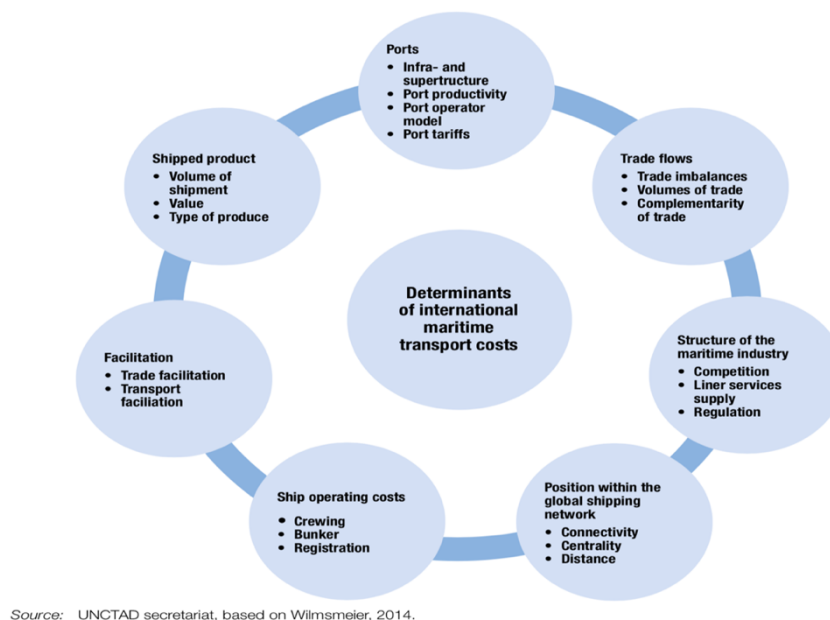 Ports
• Infra- and
supertructure
• Port productivity
• Port operator
model
• Port tariffs
Shipped product
• Volume of
shipment
• Value
• Type of produce
Trade flows
• Trade imbalances
• Volumes of trade
• Complementarity
of trade
Determinants
of international
maritime
transport costs
Facilitation
• Trade facilitation
• Transport
faciliation
Structure of the
maritime industry
• Competition
• Liner services
supply
• Regulation
Ship operating costs
• Crewing
• Bunker
• Registration
Position within the
global shipping
network
• Connectivity
• Centrality
• Distance
Source: UNCTAD secretariat, based on Wilmsmeier, 2014.